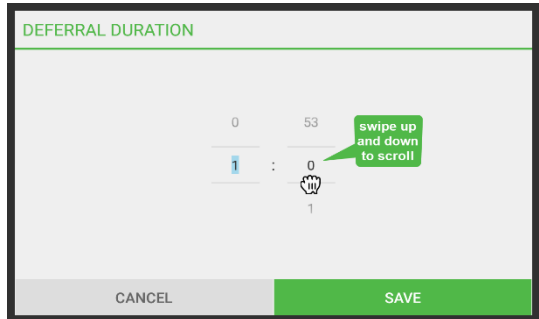 DEFERRAL DURATION
0 53
swipe up
and down
to scroll
1 : 0
1
CANCEL SAVE